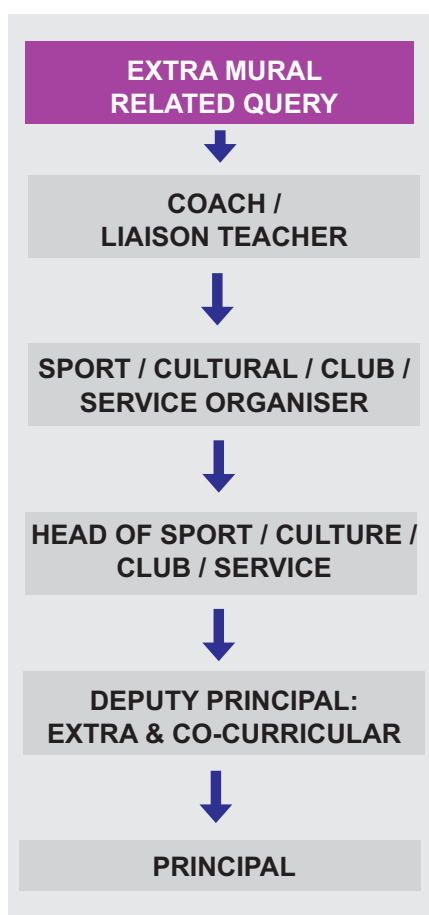 EXTRA MURAL
RELATED QUERY
COACH /
LIAISON TEACHER
SPORT / CULTURAL / CLUB /
SERVICE ORGANISER
HEAD OF SPORT / CULTURE /
CLUB / SERVICE
DEPUTY PRINCIPAL:
EXTRA & CO-CURRICULAR
PRINCIPAL